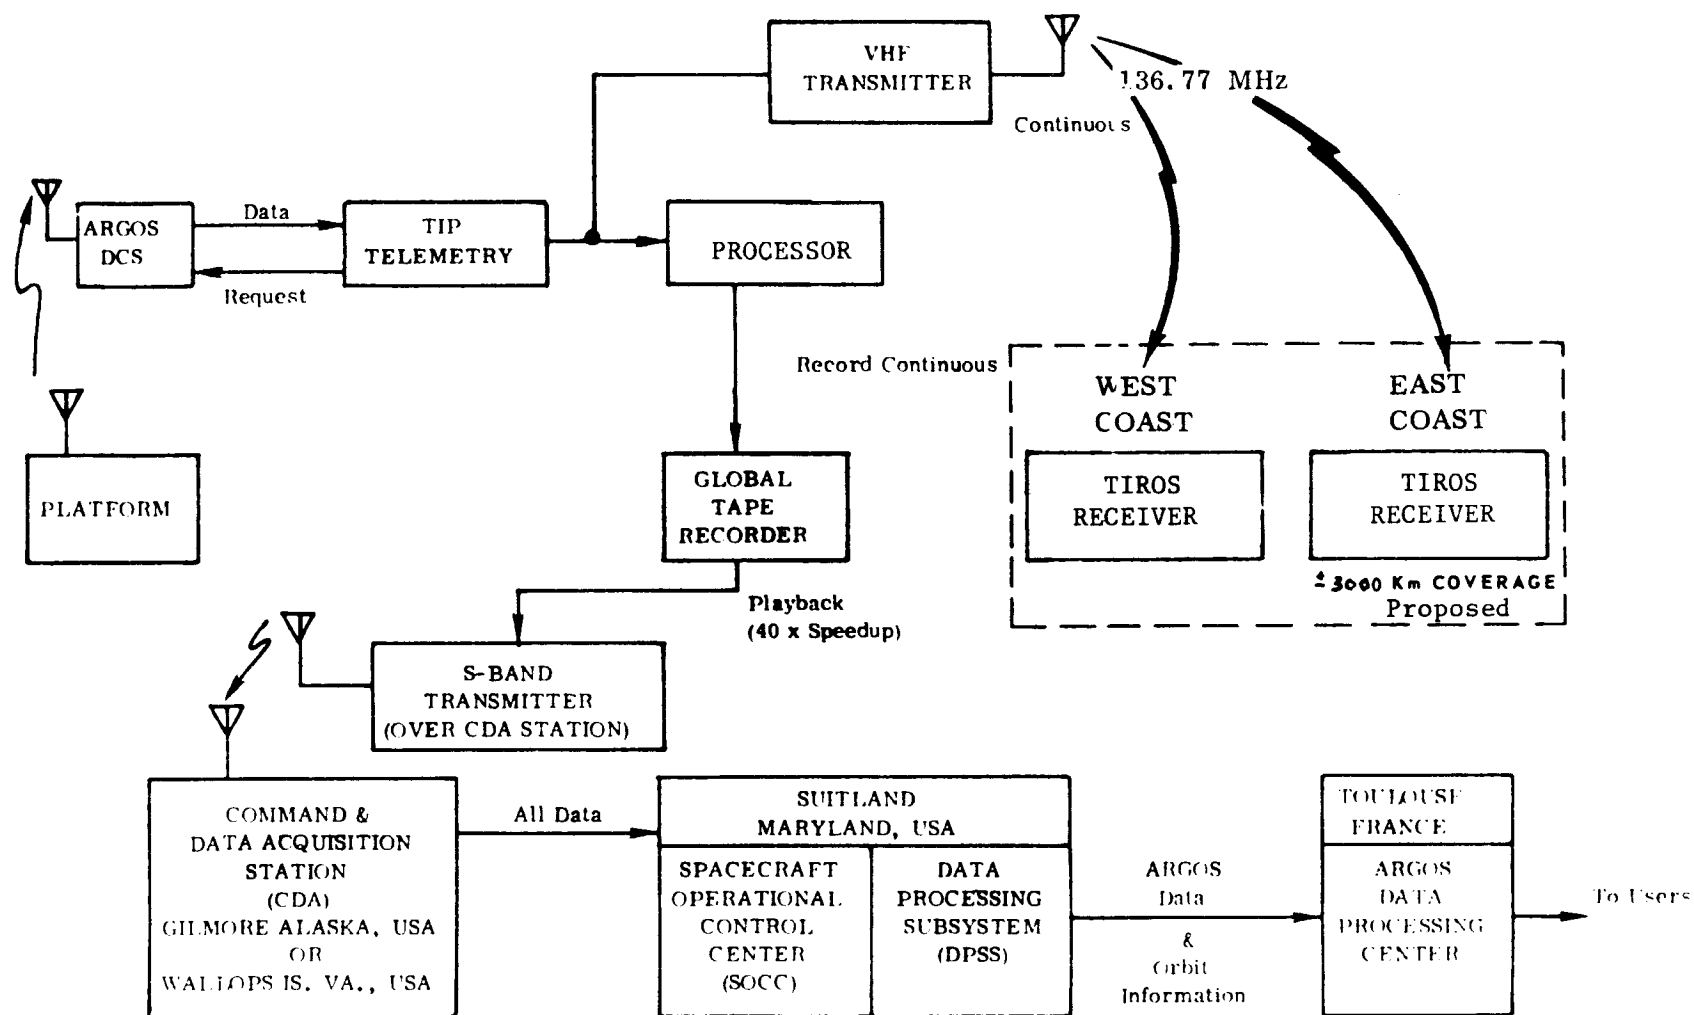 VHF
TRANSMITTER
136.77 MHz
Continuous
ARGOS
DCS
Data
Request
TIP
TELEMETRY
PROCESSOR
Record Continuous
PLATFORM
GLOBAL
TAPE
RECORDER
WEST
COAST
TIROS
RECEIVER
EAST
COAST
TIROS
RECEIVER
± 3000 Km COVERAGE
Proposed
Playback
(40 x Speedup)
S-BAND
TRANSMITTER
(OVER CDA STATION)
COMMAND &
DATA ACQUISITION
STATION
(CDA)
GILMORE ALASKA, USA
OR
WALLOPS IS. VA., USA
All Data
SUITLAND
MARYLAND, USA
SPACECRAFT
OPERATIONAL
CONTROL
CENTER
(SOCC)
DATA
PROCESSING
SUBSYSTEM
(DPSS)
ARGOS
Data
&
Orbit
Information
TOULOUSE
FRANCE
ARGOS
DATA
PROCESSING
CENTER
To Users